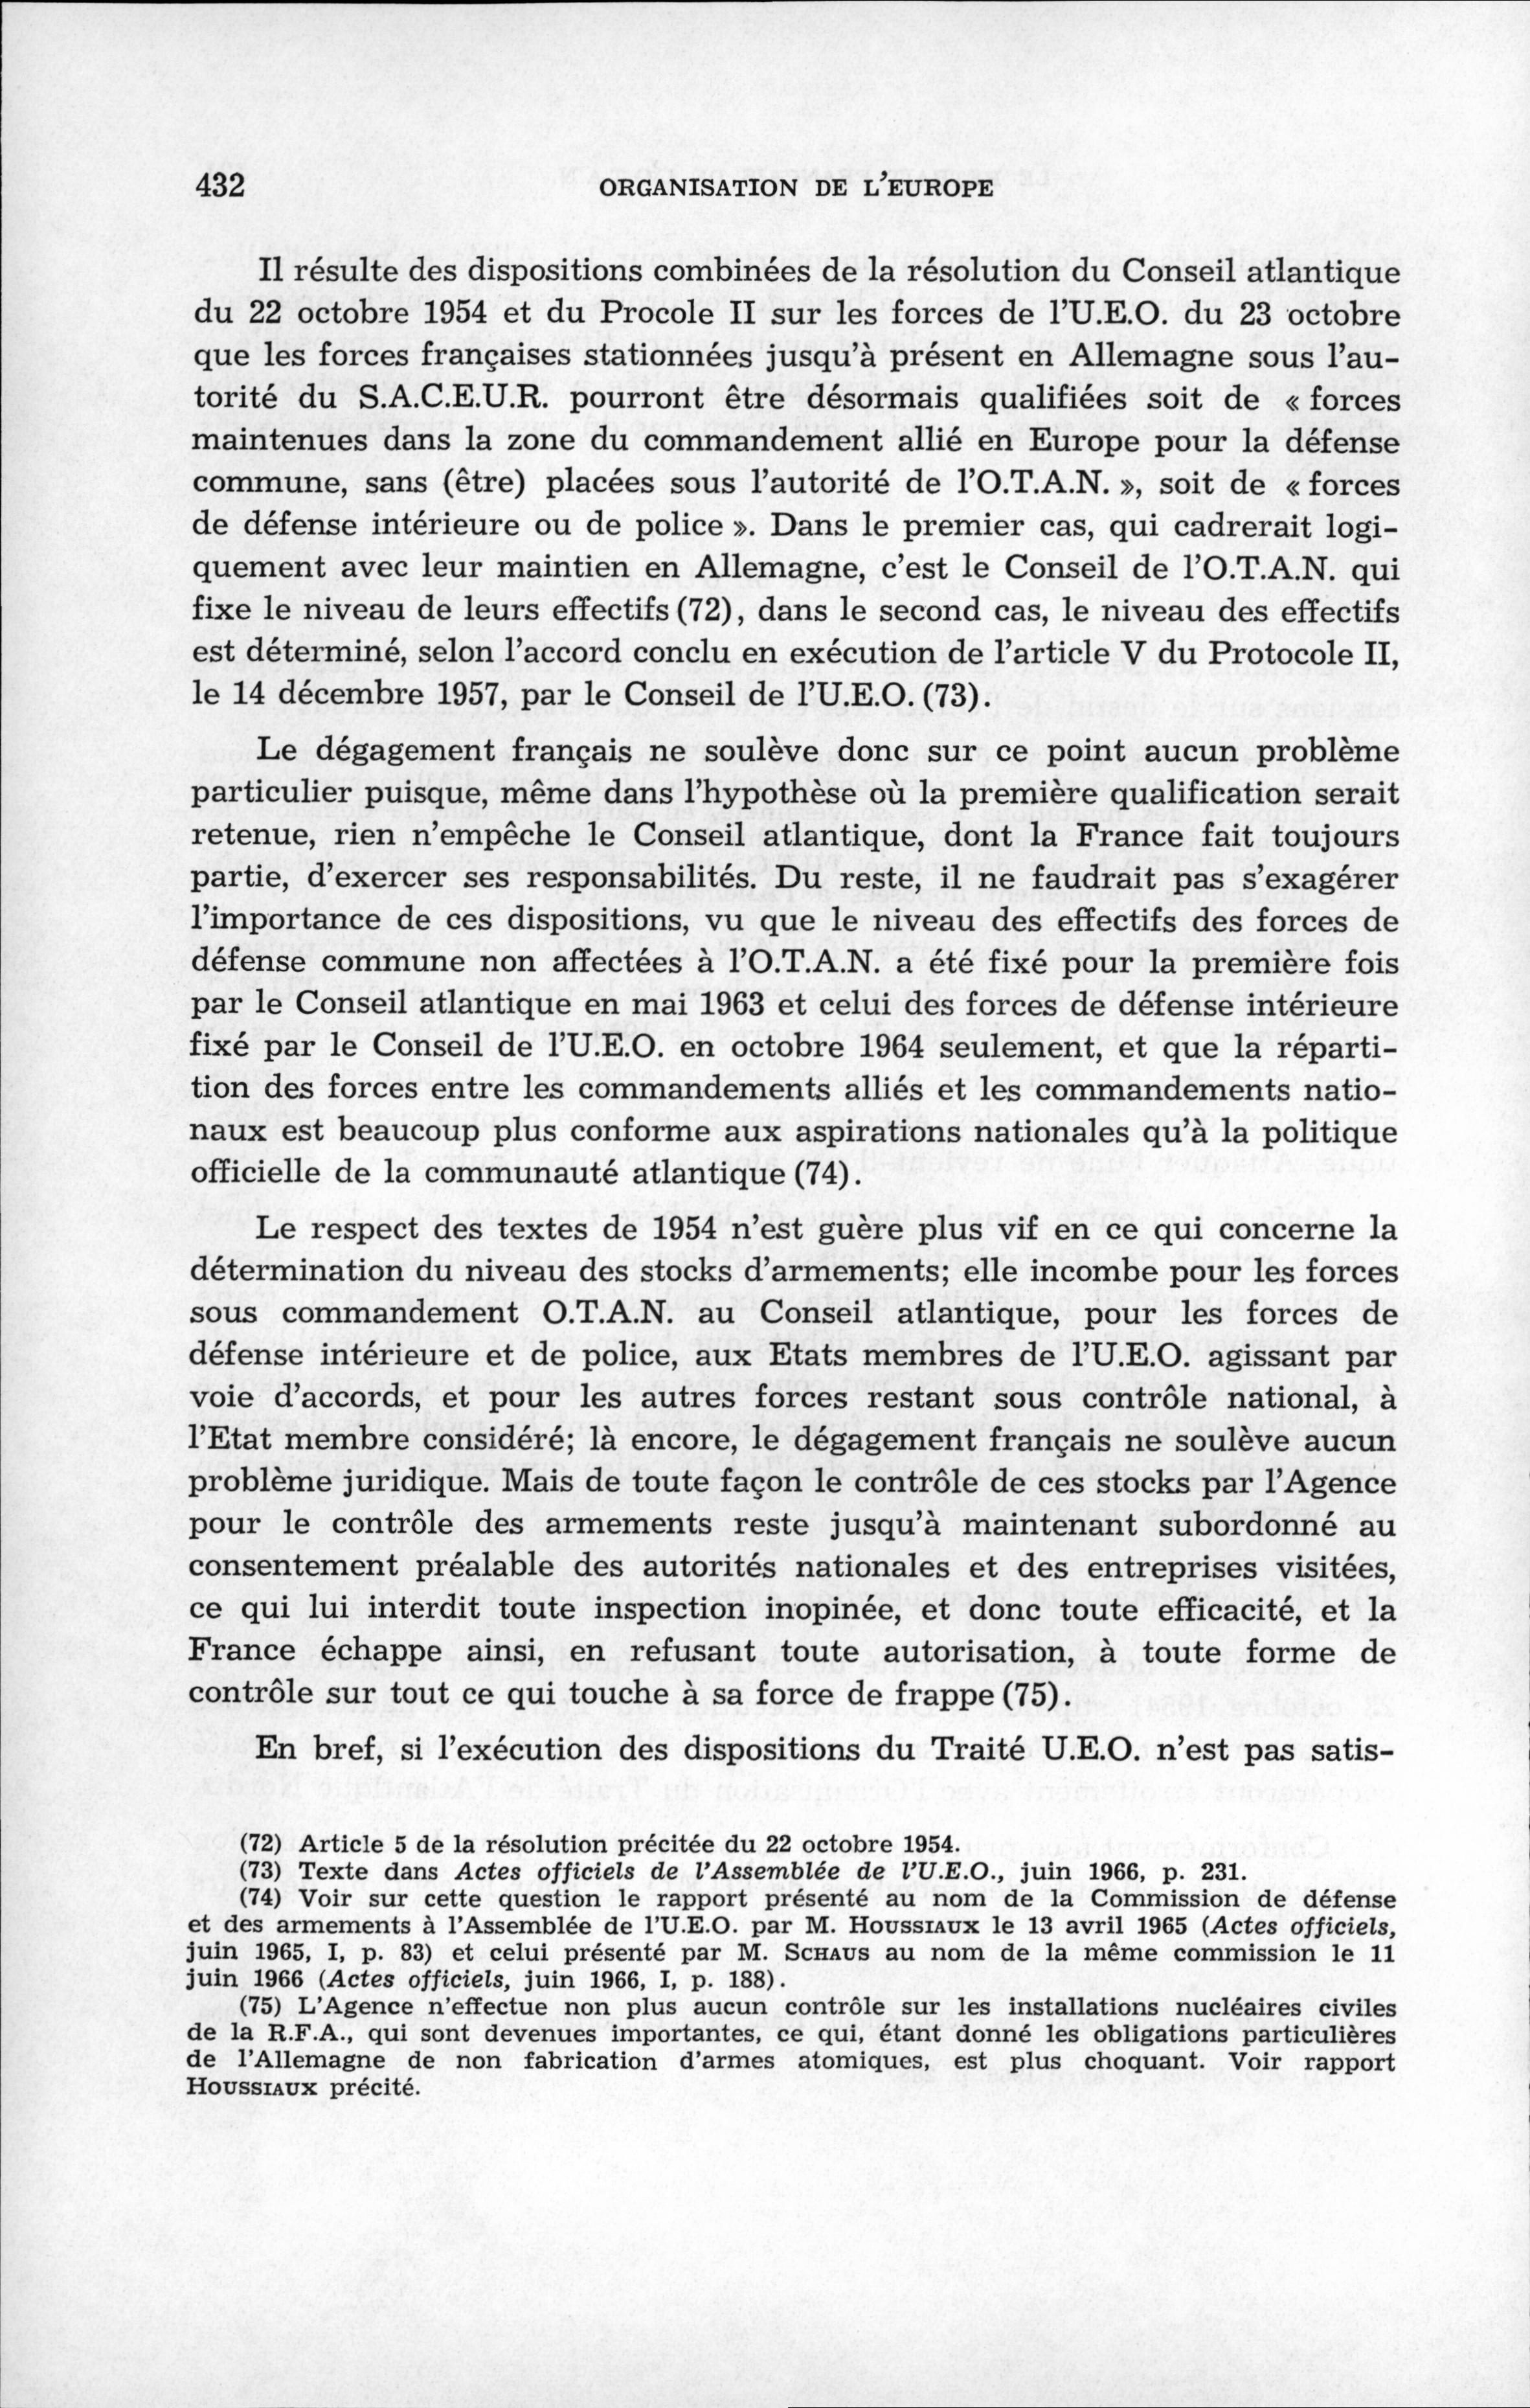 432
ORGANISATION DE L'EUROPE
Il résulte des dispositions combinées de la résolution du Conseil atlantique
du 22 octobre 1954 et du Procole II sur les forces de l'U.E.O. du 23 octobre
que les forces françaises stationnées jusqu'à présent en Allemagne sous l'au-
torité du S.A.C.E.U.R. pourront être désormais qualifiées soit de « forces
maintenues dans la zone du commandement allié en Europe pour la défense
commune, sans (être) placées sous l'autorité de l'O.T.A.N. », soit de « forces
de défense intérieure ou de police ». Dans le premier cas, qui cadrerait logi-
quement avec leur maintien en Allemagne, c'est le Conseil de l'O.T.A.N. qui
fixe le niveau de leurs effectifs (72), dans le second cas, le niveau des effectifs
est déterminé, selon l'accord conclu en exécution de l'article V du Protocole II,
le 14 décembre 1957, par le Conseil de l'U.E.O. (73).
Le dégagement français ne soulève donc sur ce point aucun problème
particulier puisque, même dans l'hypothèse où la première qualification serait
retenue, rien n'empêche le Conseil atlantique, dont la France fait toujours
partie, d'exercer ses responsabilités. Du reste, il ne faudrait pas s'exagérer
l'importance de ces dispositions, vu que le niveau des effectifs des forces de
défense commune non affectées à l'O.T.A.N. a été fixé pour la première fois
par le Conseil atlantique en mai 1963 et celui des forces de défense intérieure
fixé par le Conseil de l'U.E.O. en octobre 1964 seulement, et que la réparti-
tion des forces entre les commandements alliés et les commandements natio-
naux est beaucoup plus conforme aux aspirations nationales qu'à la politique
officielle de la communauté atlantique (74).
Le respect des textes de 1954 n'est guère plus vif en ce qui concerne la
détermination du niveau des stocks d'armements; elle incombe pour les forces
sous commandement O.T.A.N. au Conseil atlantique, pour les forces de
défense intérieure et de police, aux Etats membres de l'U.E.O. agissant par
voie d'accords, et pour les autres forces restant sous contrôle national, à
l'Etat membre considéré; là encore, le dégagement français ne soulève aucun
problème juridique. Mais de toute façon le contrôle de ces stocks par l'Agence
pour le contrôle des armements reste jusqu'à maintenant subordonné au
consentement préalable des autorités nationales et des entreprises visitées,
ce qui lui interdit toute inspection inopinée, et donc toute efficacité, et la
France échappe ainsi, en refusant toute autorisation, à toute forme de
contrôle sur tout ce qui touche à sa force de frappe (75).
En bref, si l'exécution des dispositions du Traité U.E.O. n'est pas satis-
(72) Article 5 de la résolution précitée du 22 octobre 1954.
(73) Texte dans Actes officiels de l'Assemblée de l'U.E.O., juin 1966, p. 231.
(74) Voir sur cette question le rapport présenté au nom de la Commission de défense
et des armements à l'Assemblée de l'U.E.O. par M. HOUSSIAUX le 13 avril 1965 (Actes officiels,
juin 1965, I, p. 83) et celui présenté par M. SCHAUS au nom de la même commission le 11
juin 1966 (Actes officiels, juin 1966, I, p. 188).
(75) L'Agence n'effectue non plus aucun contrôle sur les installations nucléaires civiles
de la R.F.A., qui sont devenues importantes, ce qui, étant donné les obligations particulières
de l'Allemagne de non fabrication d'armes atomiques, est plus choquant. Voir rapport
HOUSSIAUX précité.